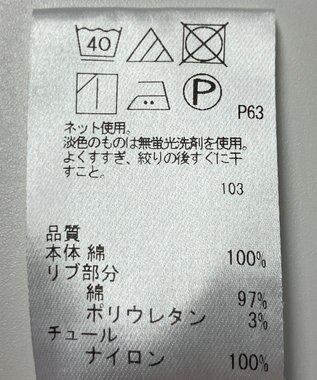 40
P
P63
ネット使用。
淡色のものは無蛍光洗剤を使用。
よくすすぎ、絞りの後すぐに干
すこと。
103
品質
本体 綿 100%
リブ部分
綿 97%
ポリウレタン 3%
チュール
ナイロン 100%